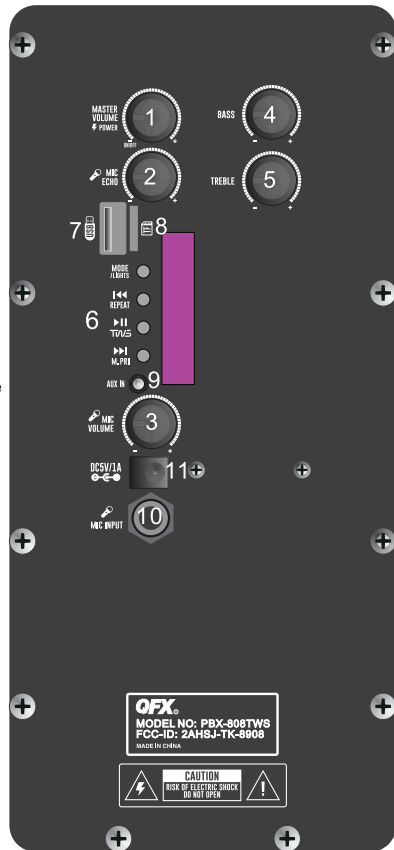 MASTER
VOLUME
POWER
ON/OFF
- +
1
BASS
4
- +
MIC
ECHO
2
- +
TREBLE
5
- +
7
USB
8
MODE
/LIGHTS
REPEAT
6
TWS
M.PRI
AUX IN
9
e
MIC
VOLUME
3
- +
DC5V/1A
11
MIC INPUT
10
QFX®
MODEL NO: PBX-808TWS
FCC-ID: 2AHSJ-TK-8908
MADE IN CHINA
CAUTION
RISK OF ELECTRIC SHOCK
DO NOT OPEN